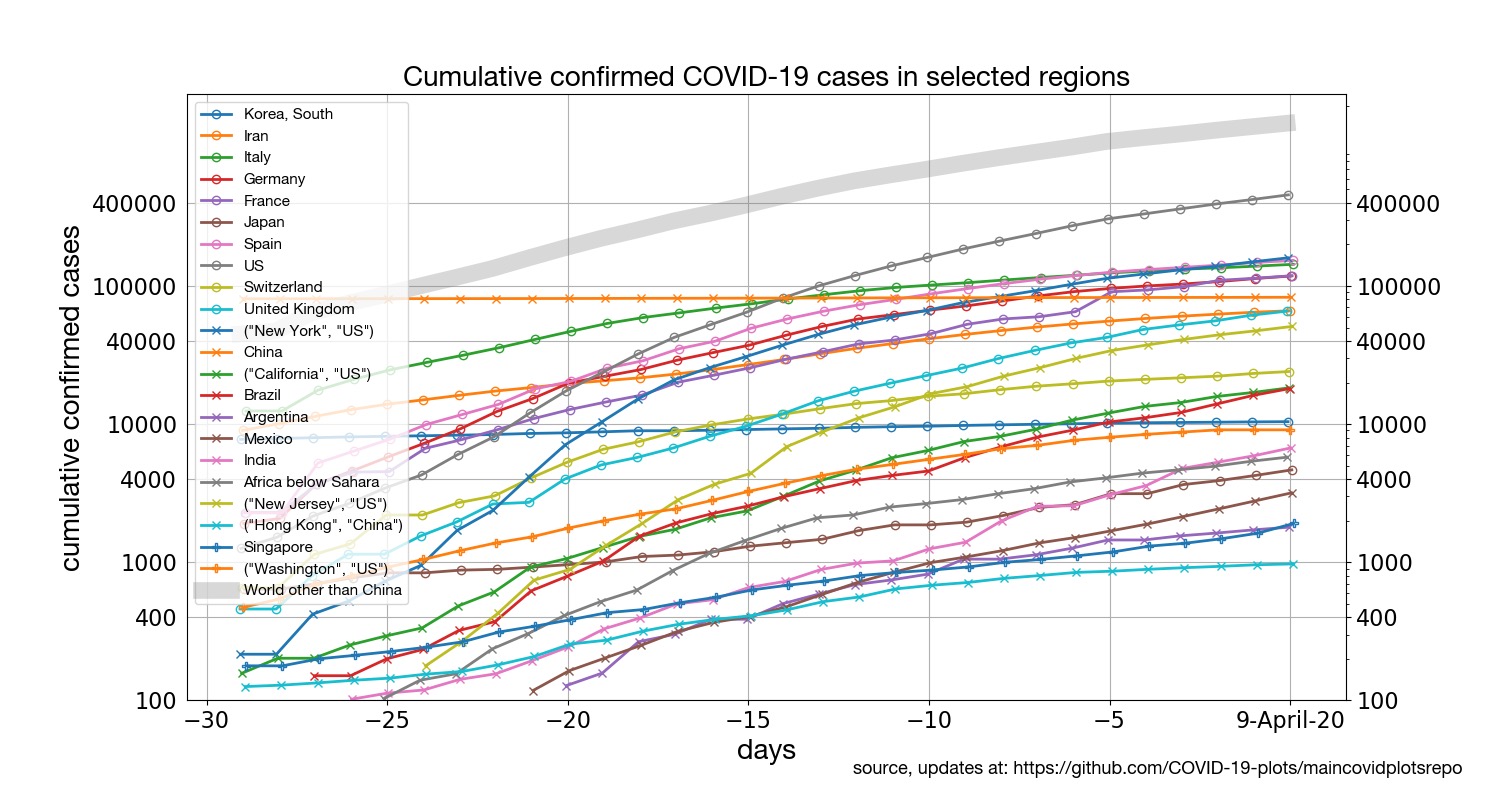 Cumulative confirmed COVID-19 cases in selected regions
cumulative confirmed cases
400000
100000
40000
10000
4000
1000
400
100
Korea, South
Iran
Italy
Germany
France
Japan
Spain
US
Switzerland
United Kingdom
("New York", "US")
China
("California", "US")
Brazil
Argentina
Mexico
India
Africa below Sahara
("New Jersey", "US")
("Hong Kong", "China")
Singapore
("Washington", "US")
World other than China
400000
100000
40000
10000
4000
1000
400
100
−30 −25 −20 −15 −10 −5 9-April-20
days
source, updates at: https://github.com/COVID-19-plots/maincovidplotsrepo